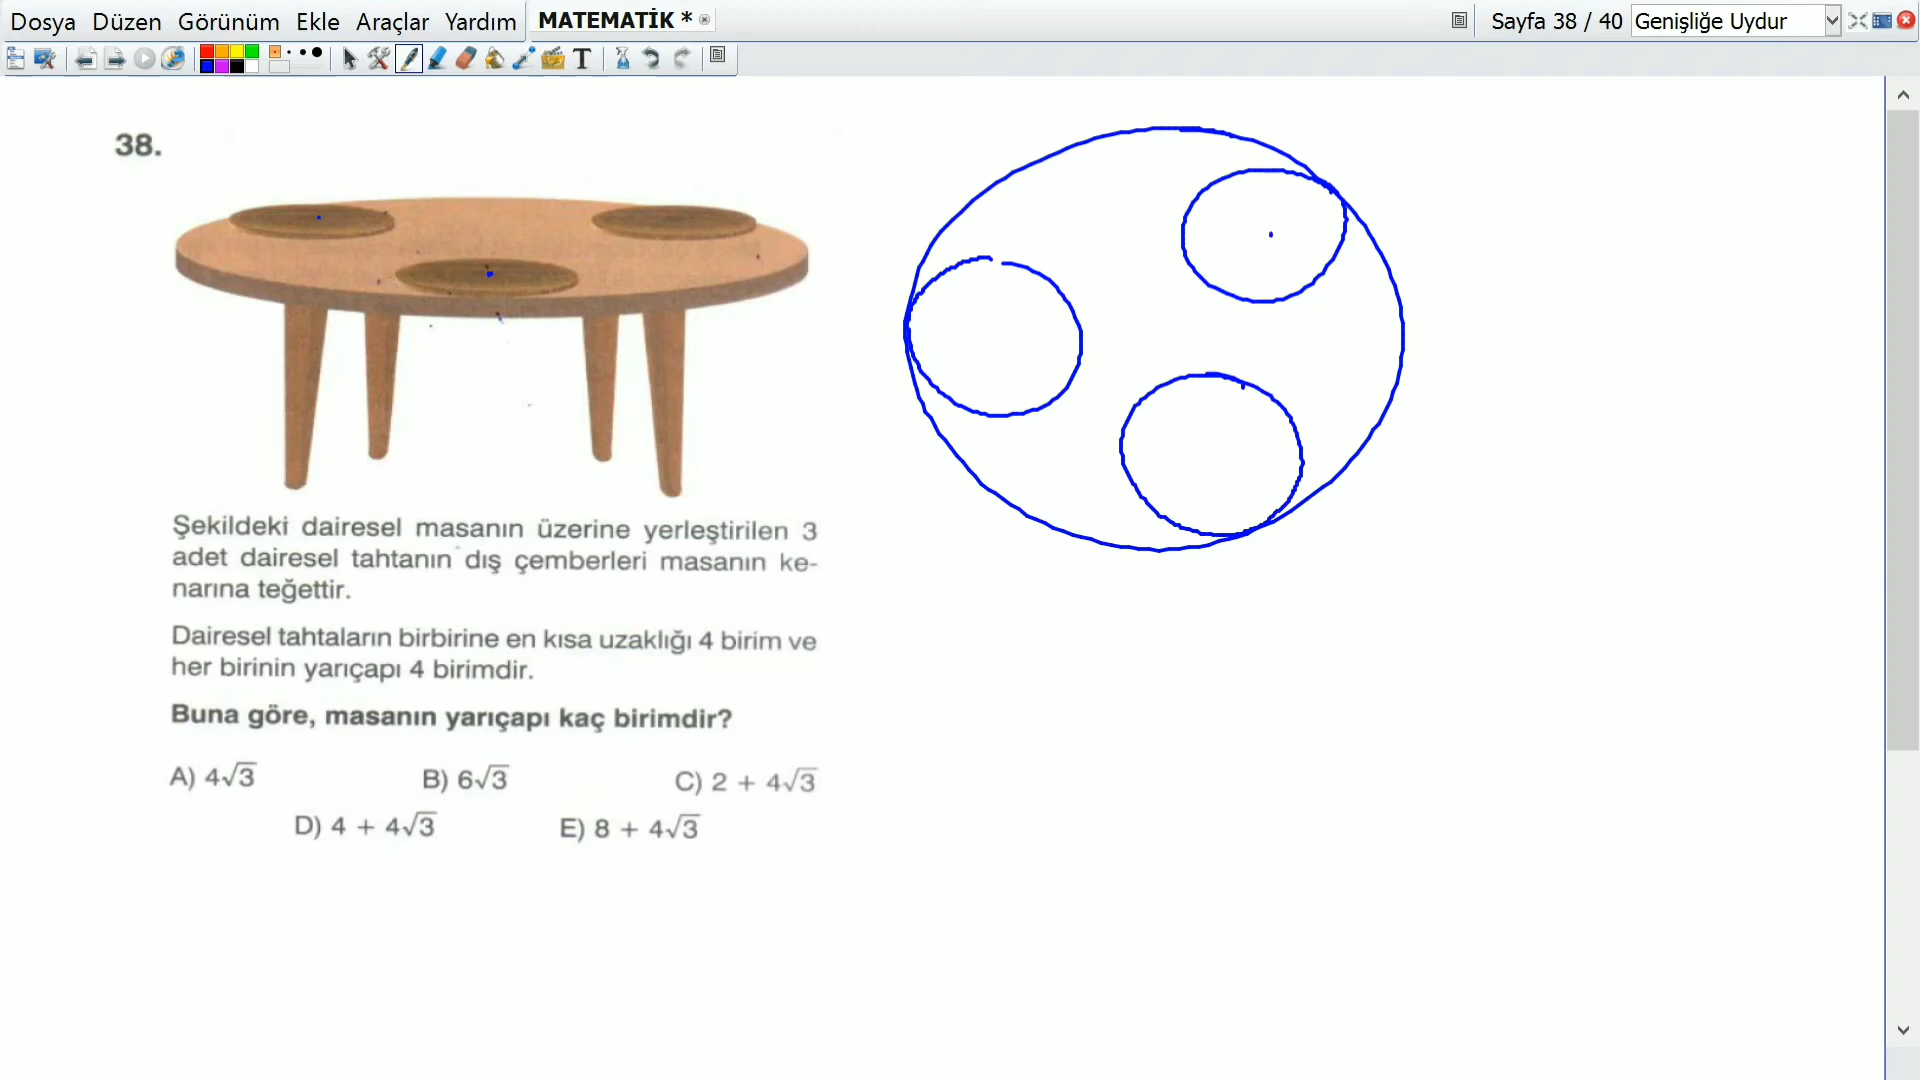 Dosya Düzen Görünüm Ekle Araçlar Yardım MATEMATİK *
Sayfa 38 / 40 Genişliğe Uydur
T
38.
Şekildeki dairesel masanın üzerine yerleştirilen 3
adet dairesel tahtanın dış çemberleri masanın ke-
narına teğettir.
Dairesel tahtaların birbirine en kısa uzaklığı 4 birim ve
her birinin yarıçapı 4 birimdir.
Buna göre, masanın yarıçapı kaç birimdir?
A) 4√3 B) 6√3 C) 2 + 4√3
D) 4 + 4√3 E) 8 + 4√3